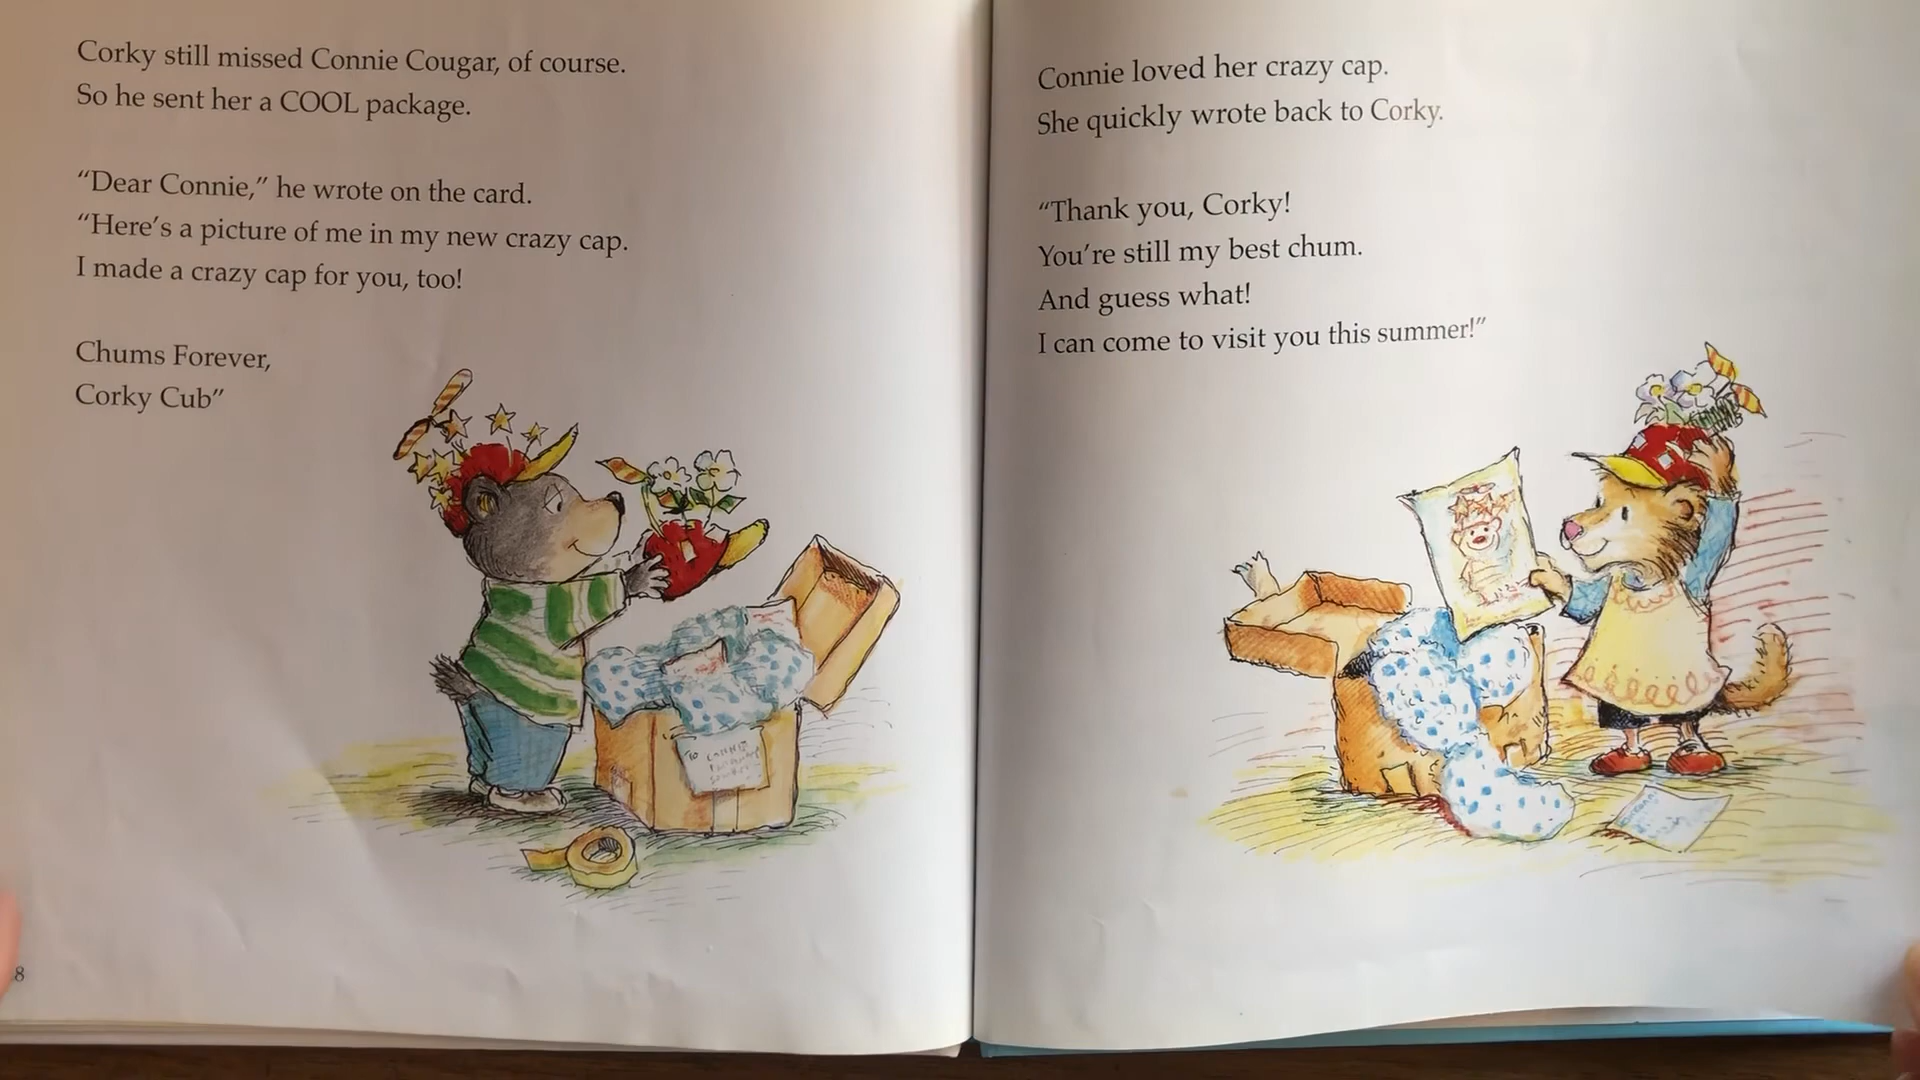 Corky still missed Connie Cougar, of course.
So he sent her a COOL package.
“Dear Connie,” he wrote on the card.
“Here’s a picture of me in my new crazy cap.
I made a crazy cap for you, too!
Chums Forever,
Corky Cub”
TO CONNIE
8
Connie loved her crazy cap.
She quickly wrote back to Corky.
“Thank you, Corky!
You’re still my best chum.
And guess what!
I can come to visit you this summer!”